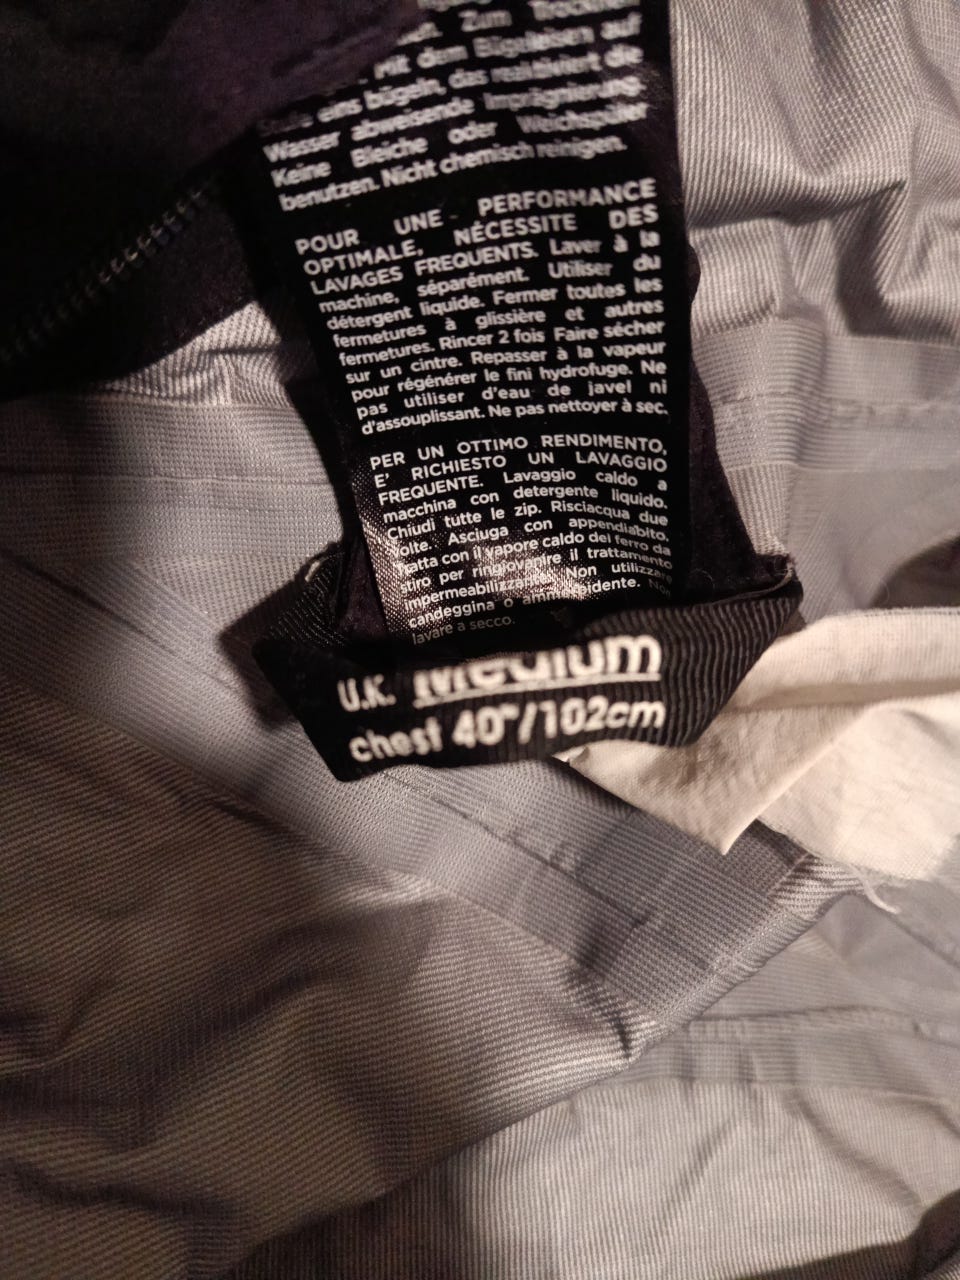 Zum Trocknen
Mit dem Bügeleisen auf
eins bügeln, das reaktiviert die
Wasser abweisende Imprägnierung.
Keine Bleiche oder Weichspüler
benutzen. Nicht chemisch reinigen.
POUR UNE PERFORMANCE
OPTIMALE, NÉCESSITE DES
LAVAGES FREQUENTS. Laver à la
machine, séparément. Utiliser du
détergent liquide. Fermer toutes les
fermetures à glissière et autres
fermetures. Rincer 2 fois Faire sécher
sur un cintre. Repasser à la vapeur
pour régénérer le fini hydrofuge. Ne
pas utiliser d'eau de javel ni
d'assouplissant. Ne pas nettoyer à sec.
PER UN OTTIMO RENDIMENTO,
E' RICHIESTO UN LAVAGGIO
FREQUENTE. Lavaggio caldo a
macchina con detergente liquido.
Chiudi tutte le zip. Risciacqua due
volte. Asciuga con appendiabito.
Tratta con il vapore caldo del ferro da
stiro per ringiovanire il trattamento
impermeabilizzante. Non utilizzare
candeggina o ammorbidente. Non
lavare a secco.
U.K. Medium
chest 40"/102cm